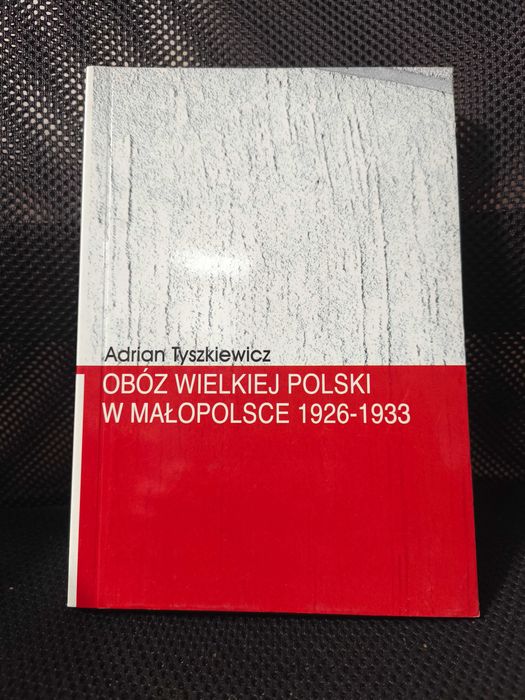 Adrian Tyszkiewicz
OBÓZ WIELKIEJ POLSKI
W MAŁOPOLSCE 1926-1933